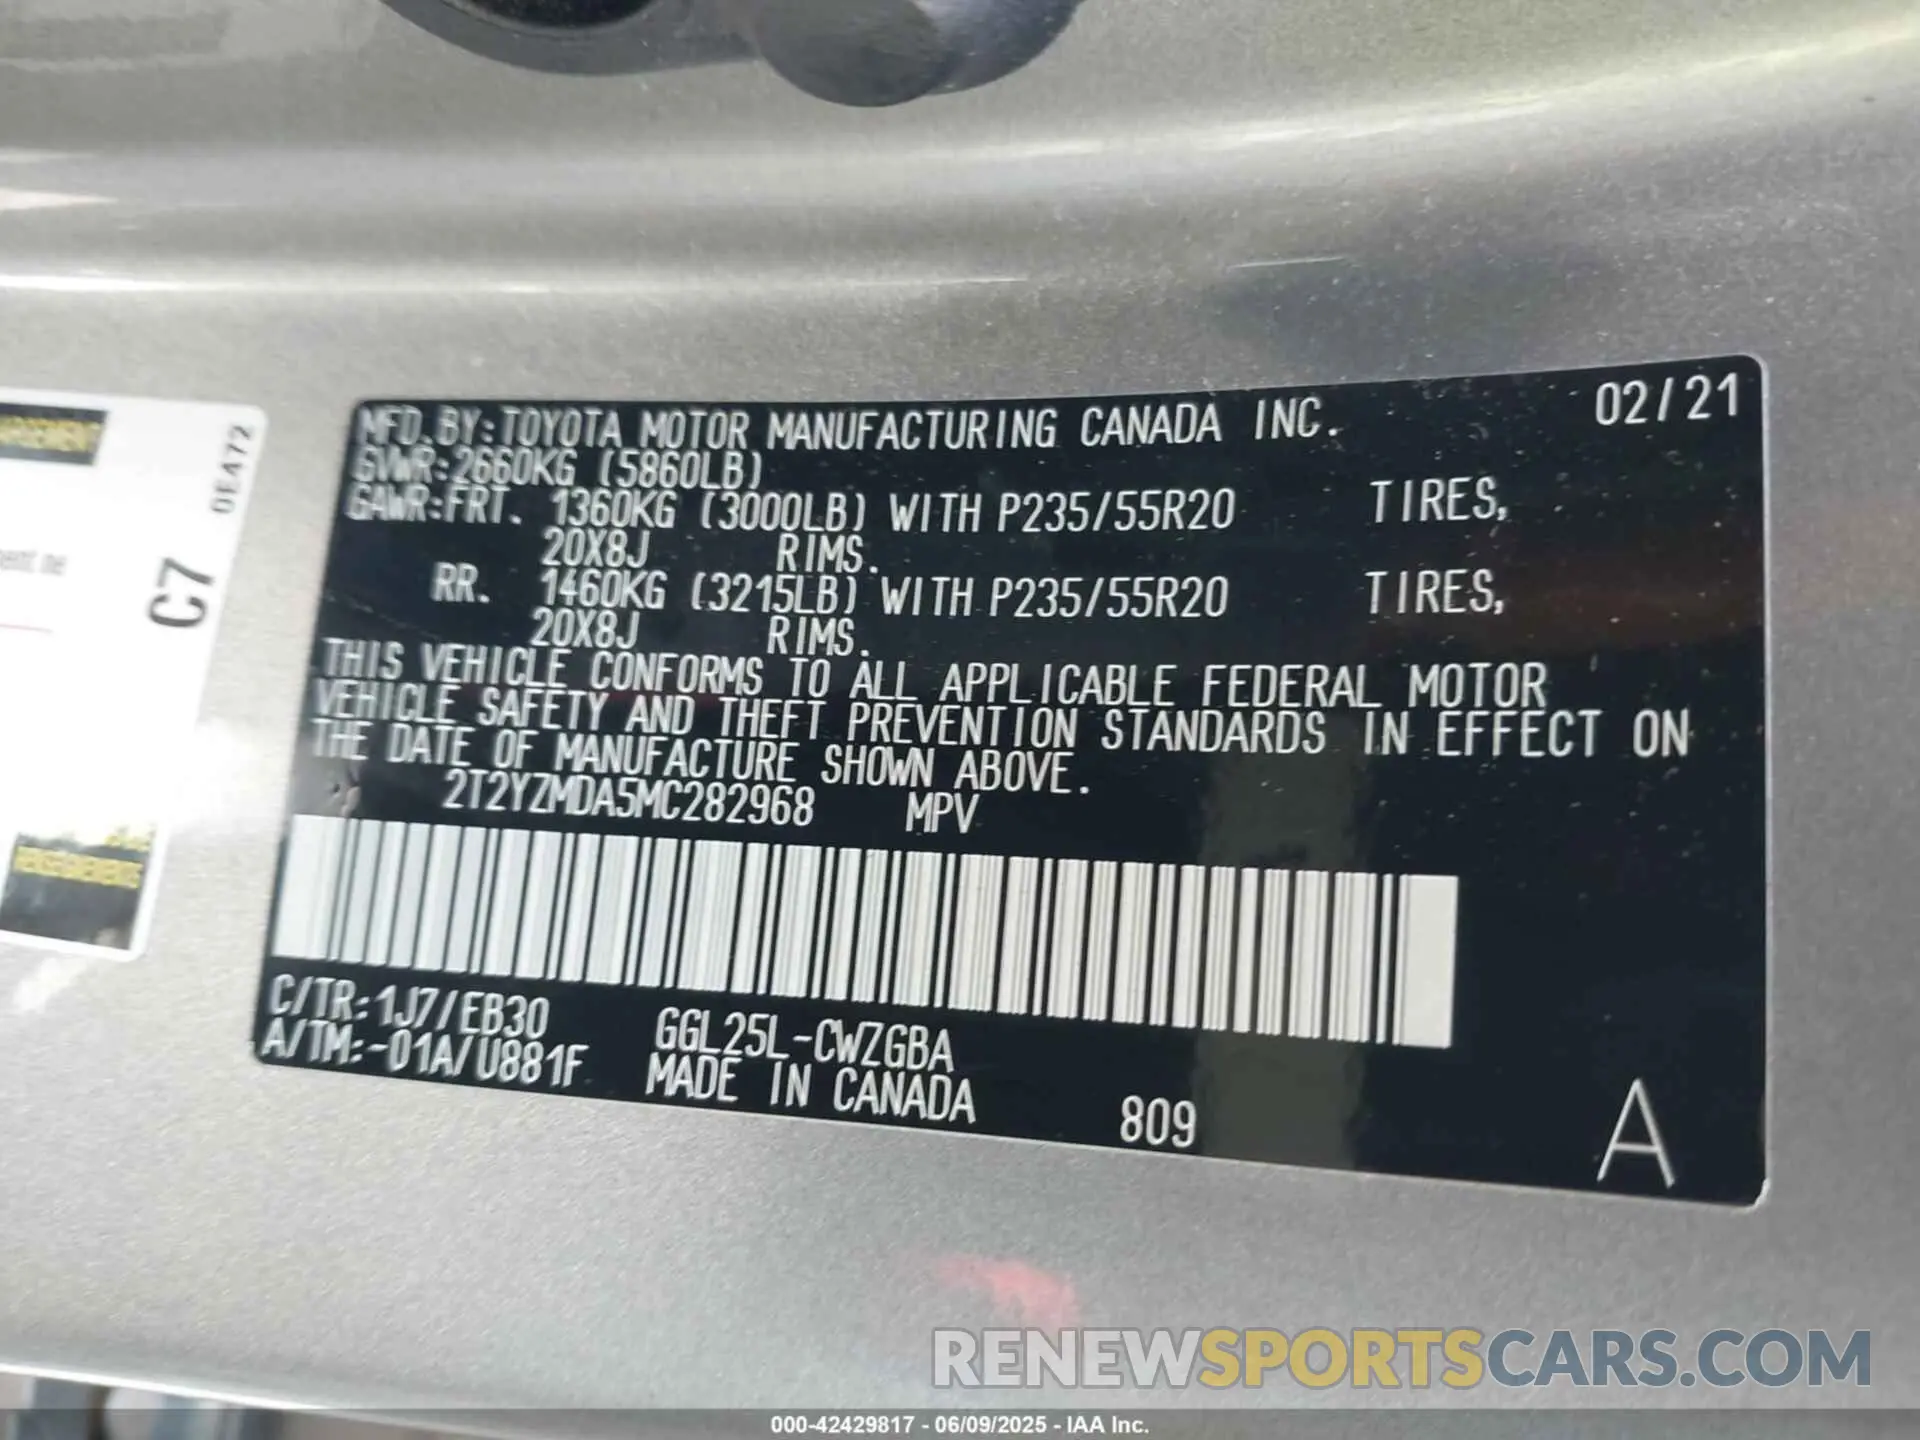 MFD. BY: TOYOTA MOTOR MANUFACTURING CANADA INC. 02/21
GVWR: 2660KG (5860LB)
GAWR: FRT. 1360KG (3000LB) WITH P235/55R20 TIRES,
20X8J RIMS.
RR. 1460KG (3215LB) WITH P235/55R20 TIRES,
20X8J RIMS.
THIS VEHICLE CONFORMS TO ALL APPLICABLE FEDERAL MOTOR
VEHICLE SAFETY AND THEFT PREVENTION STANDARDS IN EFFECT ON
THE DATE OF MANUFACTURE SHOWN ABOVE.
2T2YZMDA5MC282968 MPV
C/TR: 1J7/EB30 GGL25L-CWZGBA
A/TM: -01A/U881F MADE IN CANADA 809 A
0EA72
C7
RENEWSPORTSCARS.COM
000-42429817 - 06/09/2025 - IAA Inc.